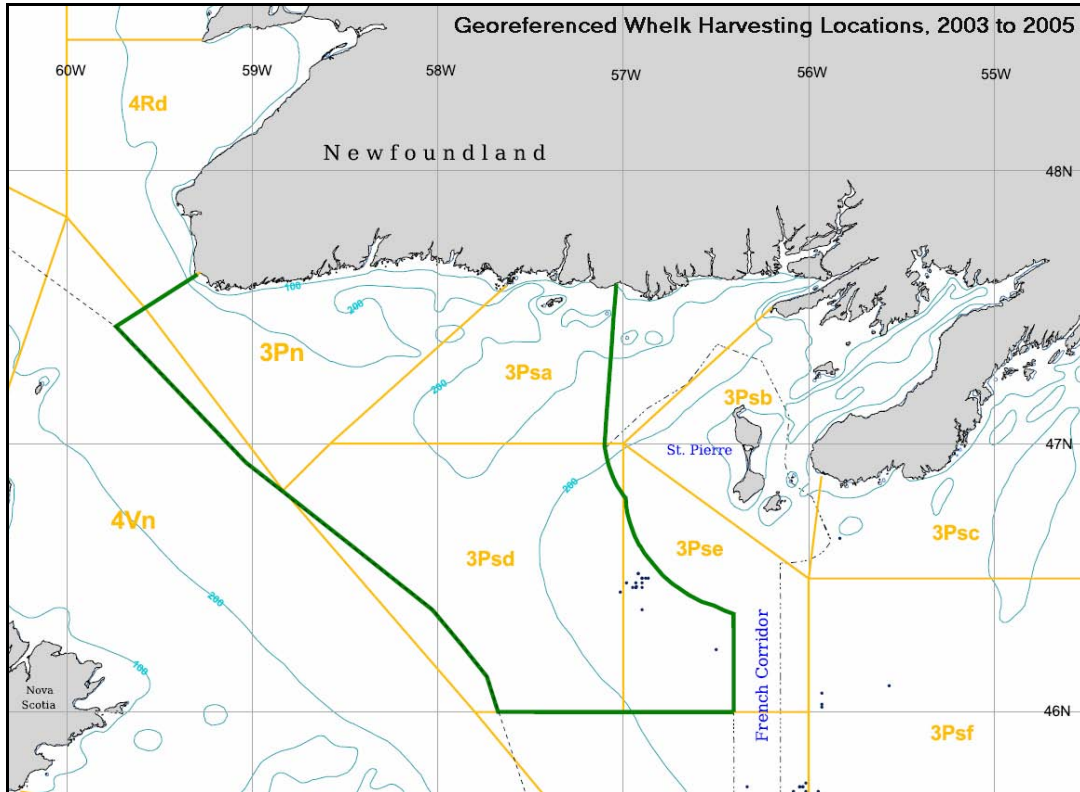 Georeferenced Whelk Harvesting Locations, 2003 to 2005
60W
59W
58W
57W
56W
55W
4Rd
Newfoundland
48N
100
200
3Pn
3Psa
200
3Psb
St. Pierre
47N
200
4Vn
3Psd
3Pse
3Psc
200
French Corridor
100
Nova
Scotia
46N
3Psf